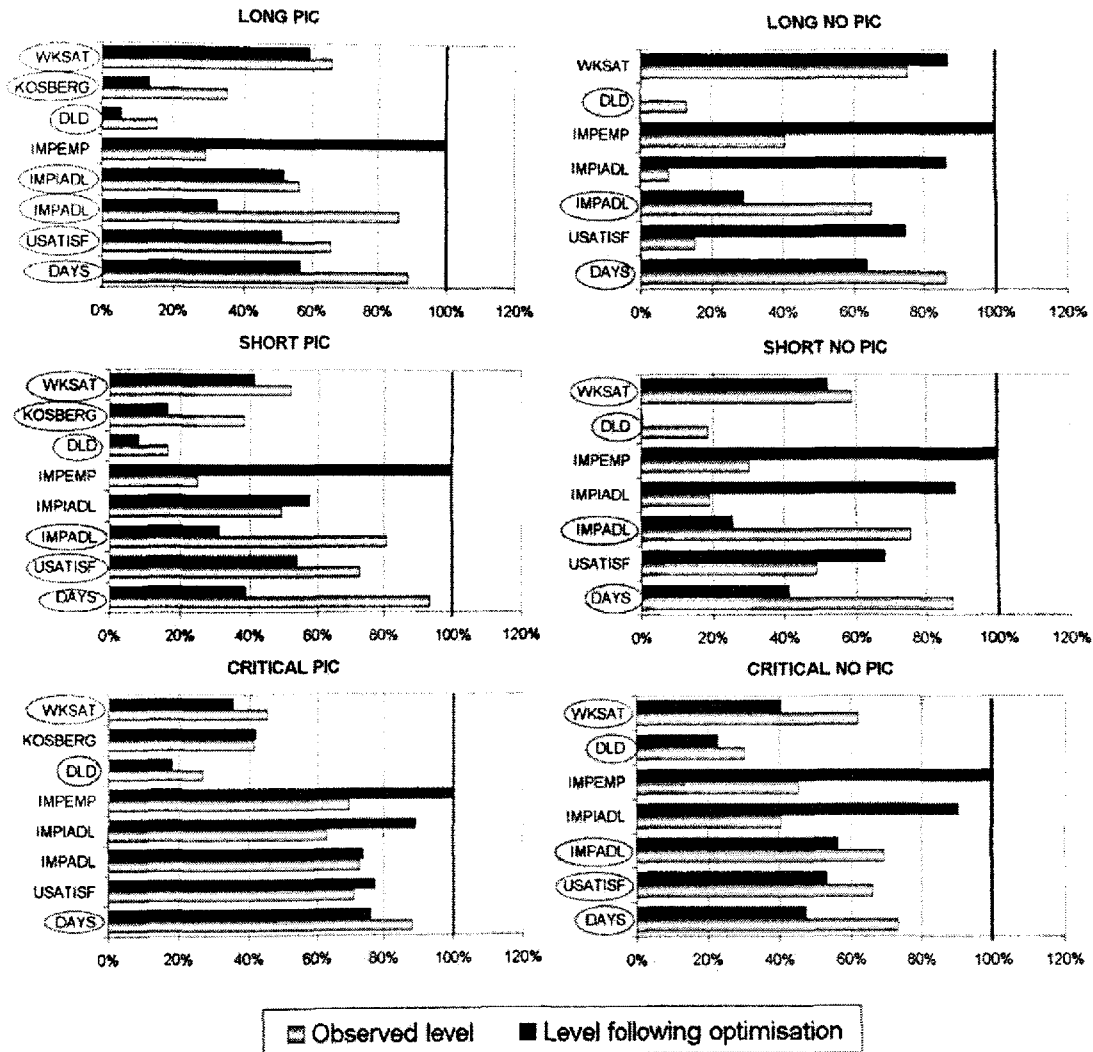 LONG PIC
WKSAT
KOSBERG
DLD
IMPEMP
IMPIADL
IMPADL
USATISF
DAYS
0% 20% 40% 60% 80% 100% 120%
LONG NO PIC
WKSAT
DLD
IMPEMP
IMPIADL
IMPADL
USATISF
DAYS
0% 20% 40% 60% 80% 100% 120%
SHORT PIC
WKSAT
KOSBERG
DLD
IMPEMP
IMPIADL
IMPADL
USATISF
DAYS
0% 20% 40% 60% 80% 100% 120%
SHORT NO PIC
WKSAT
DLD
IMPEMP
IMPIADL
IMPADL
USATISF
DAYS
0% 20% 40% 60% 80% 100% 120%
CRITICAL PIC
WKSAT
KOSBERG
DLD
IMPEMP
IMPIADL
IMPADL
USATISF
DAYS
0% 20% 40% 60% 80% 100% 120%
CRITICAL NO PIC
WKSAT
DLD
IMPEMP
IMPIADL
IMPADL
USATISF
DAYS
0% 20% 40% 60% 80% 100% 120%
Observed level Level following optimisation